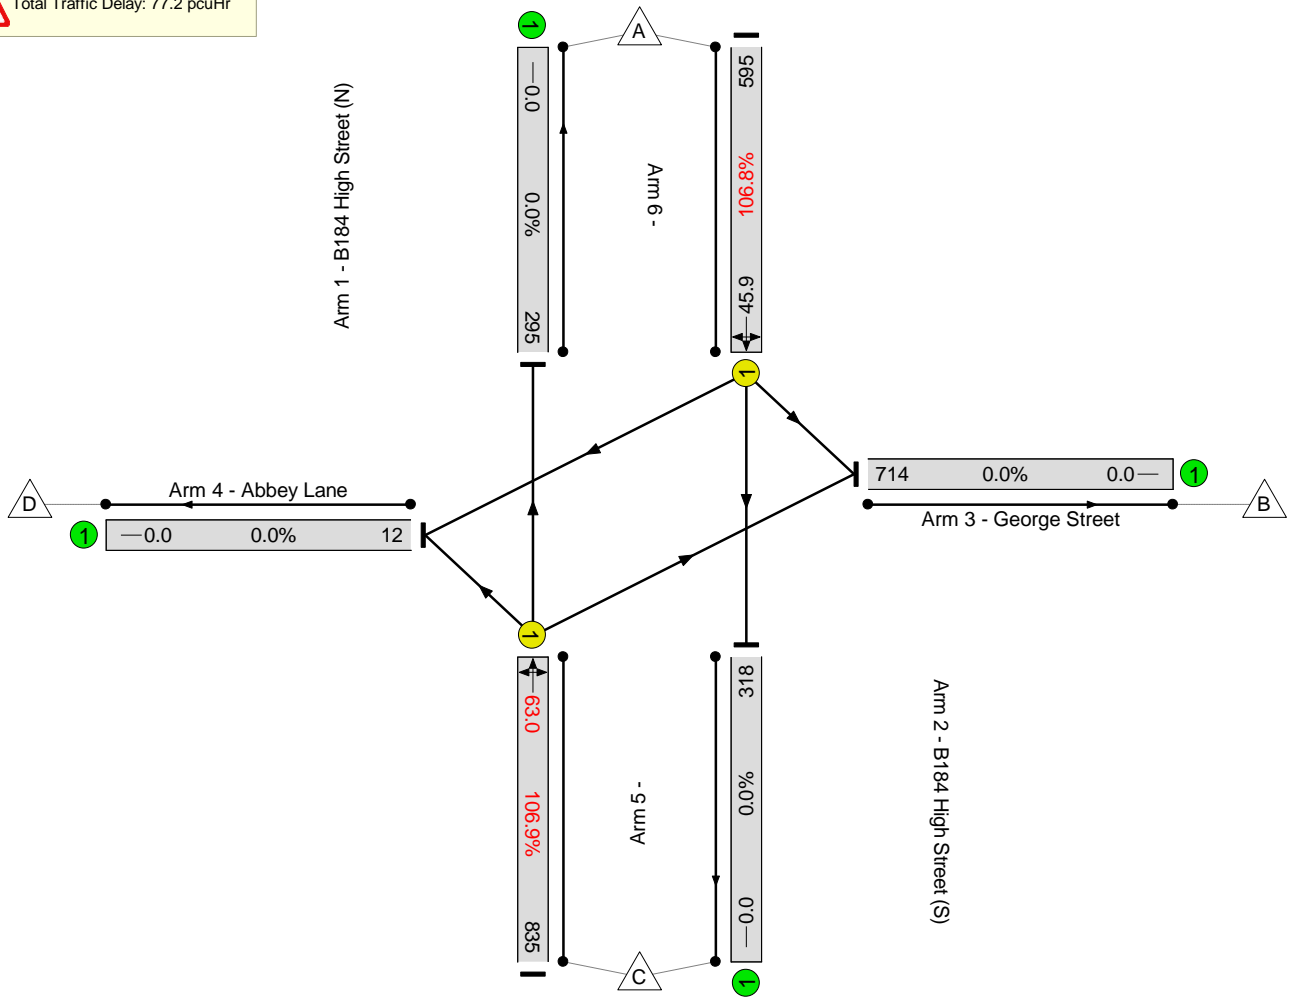 Total Traffic Delay: 77.2 pcuHr
1
A
0.0
0.0%
295
Arm 1 - B184 High Street (N)
Arm 6 -
595
106.8%
45.9
1
714 0.0% 0.0
1
B
Arm 3 - George Street
D
Arm 4 - Abbey Lane
1
0.0 0.0% 12
1
63.0
106.9%
835
Arm 5 -
318
0.0%
0.0
Arm 2 - B184 High Street (S)
C
1